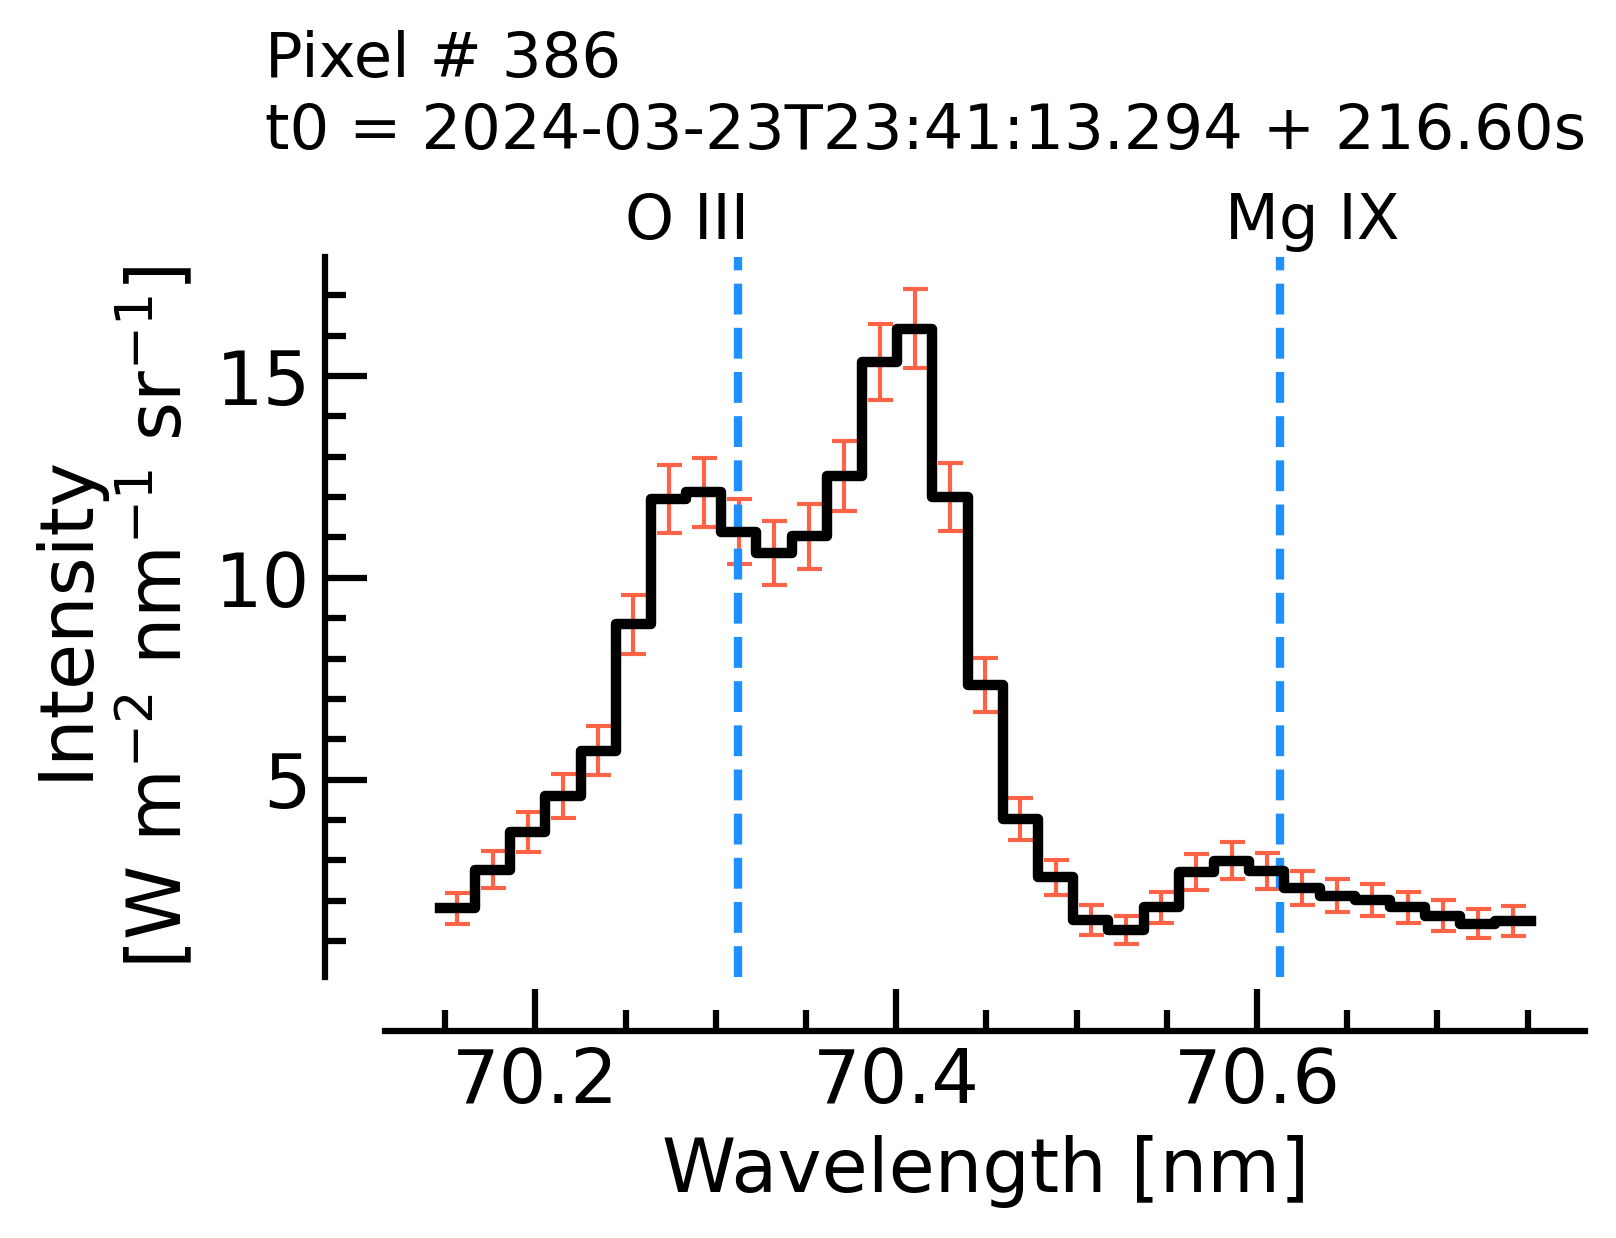 Pixel # 386
t0 = 2024-03-23T23:41:13.294 + 216.60s
O III
Mg IX
Intensity
[W m⁻² nm⁻¹ sr⁻¹]
15
10
5
70.2
70.4
70.6
Wavelength [nm]